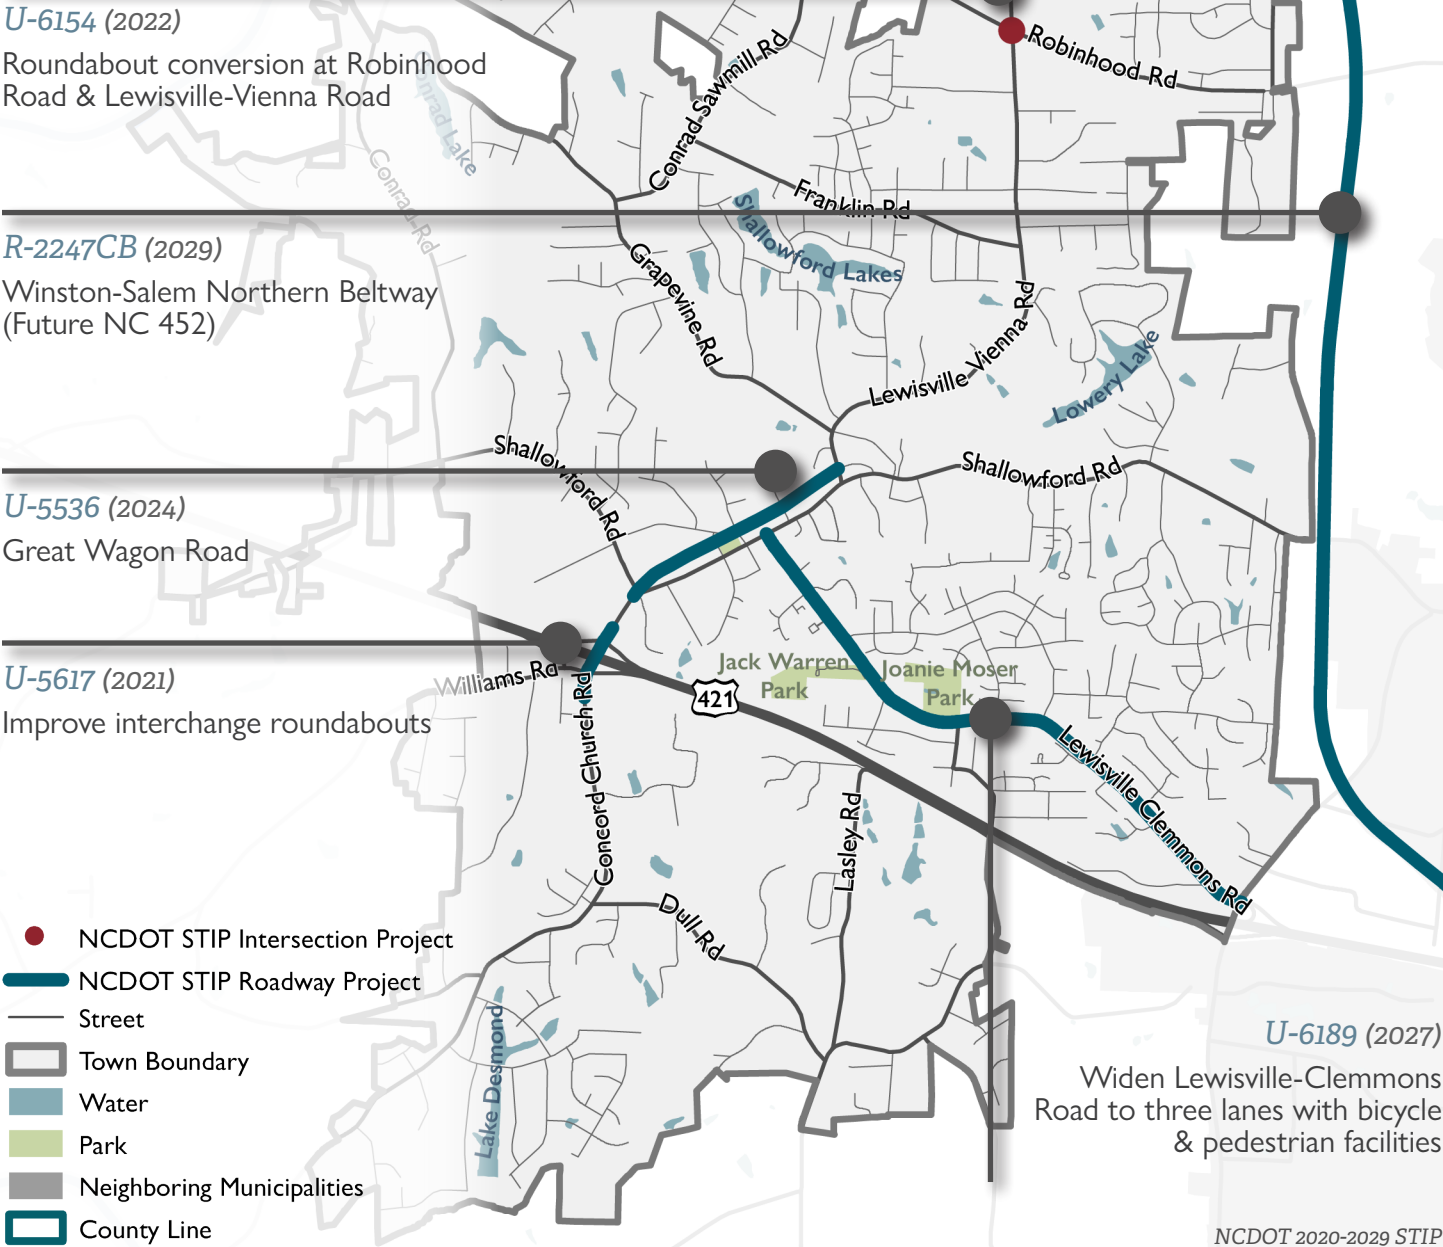 U-6154 (2022)
Roundabout conversion at Robinhood
Road & Lewisville-Vienna Road
R-2247CB (2029)
Winston-Salem Northern Beltway
(Future NC 452)
U-5536 (2024)
Great Wagon Road
U-5617 (2021)
Improve interchange roundabouts
Robinhood Rd
Conrad Sawmill Rd
Conrad Lake
Conrad Rd
Franklin Rd
Shallowford Lakes
Grapevine Rd
Lewisville Vienna Rd
Lowery Lake
Shallowford Rd
Shallowford Rd
Jack Warren
Park
Joanie Moser
Park
Williams Rd
421
Concord Church Rd
Lewisville Clemmons Rd
Lasley Rd
Dull Rd
Lake Desmond
NCDOT STIP Intersection Project
NCDOT STIP Roadway Project
Street
Town Boundary
Water
Park
Neighboring Municipalities
County Line
U-6189 (2027)
Widen Lewisville-Clemmons
Road to three lanes with bicycle
& pedestrian facilities
NCDOT 2020-2029 STIP